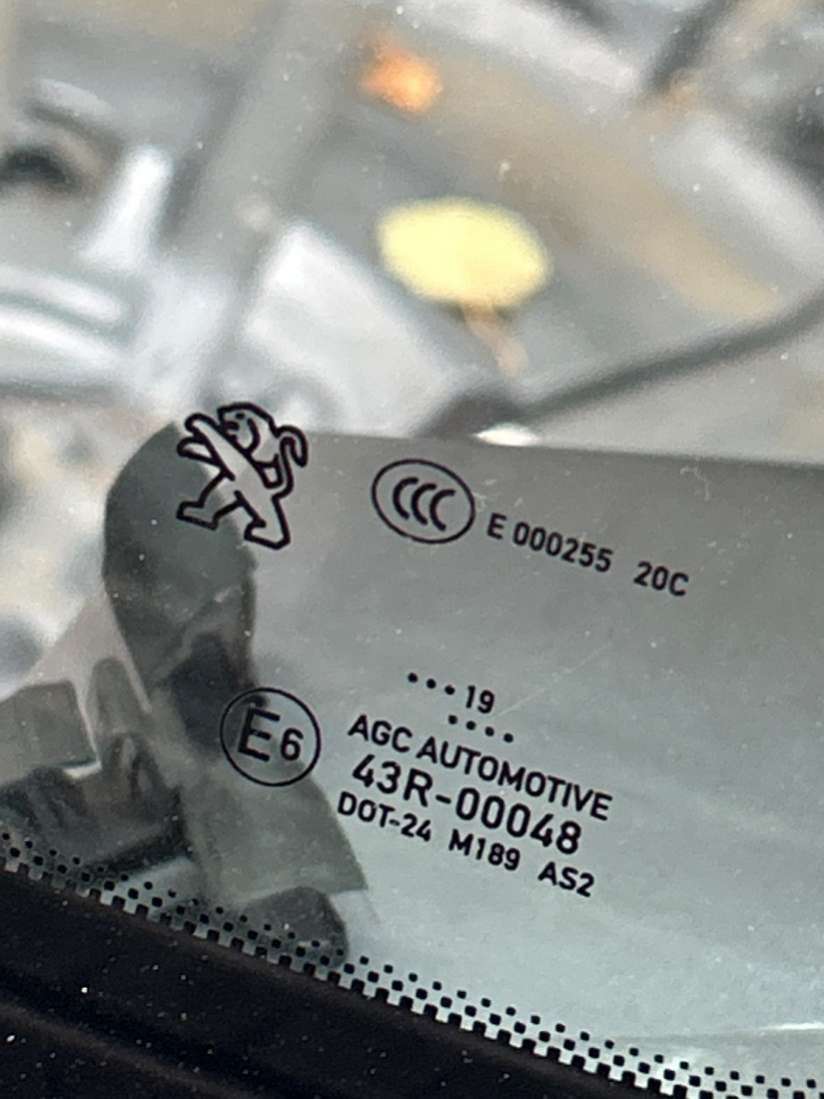 CCC E 000255 20C
•••19
••••
AGC AUTOMOTIVE
E6 43R-00048
DOT-24 M189 AS2